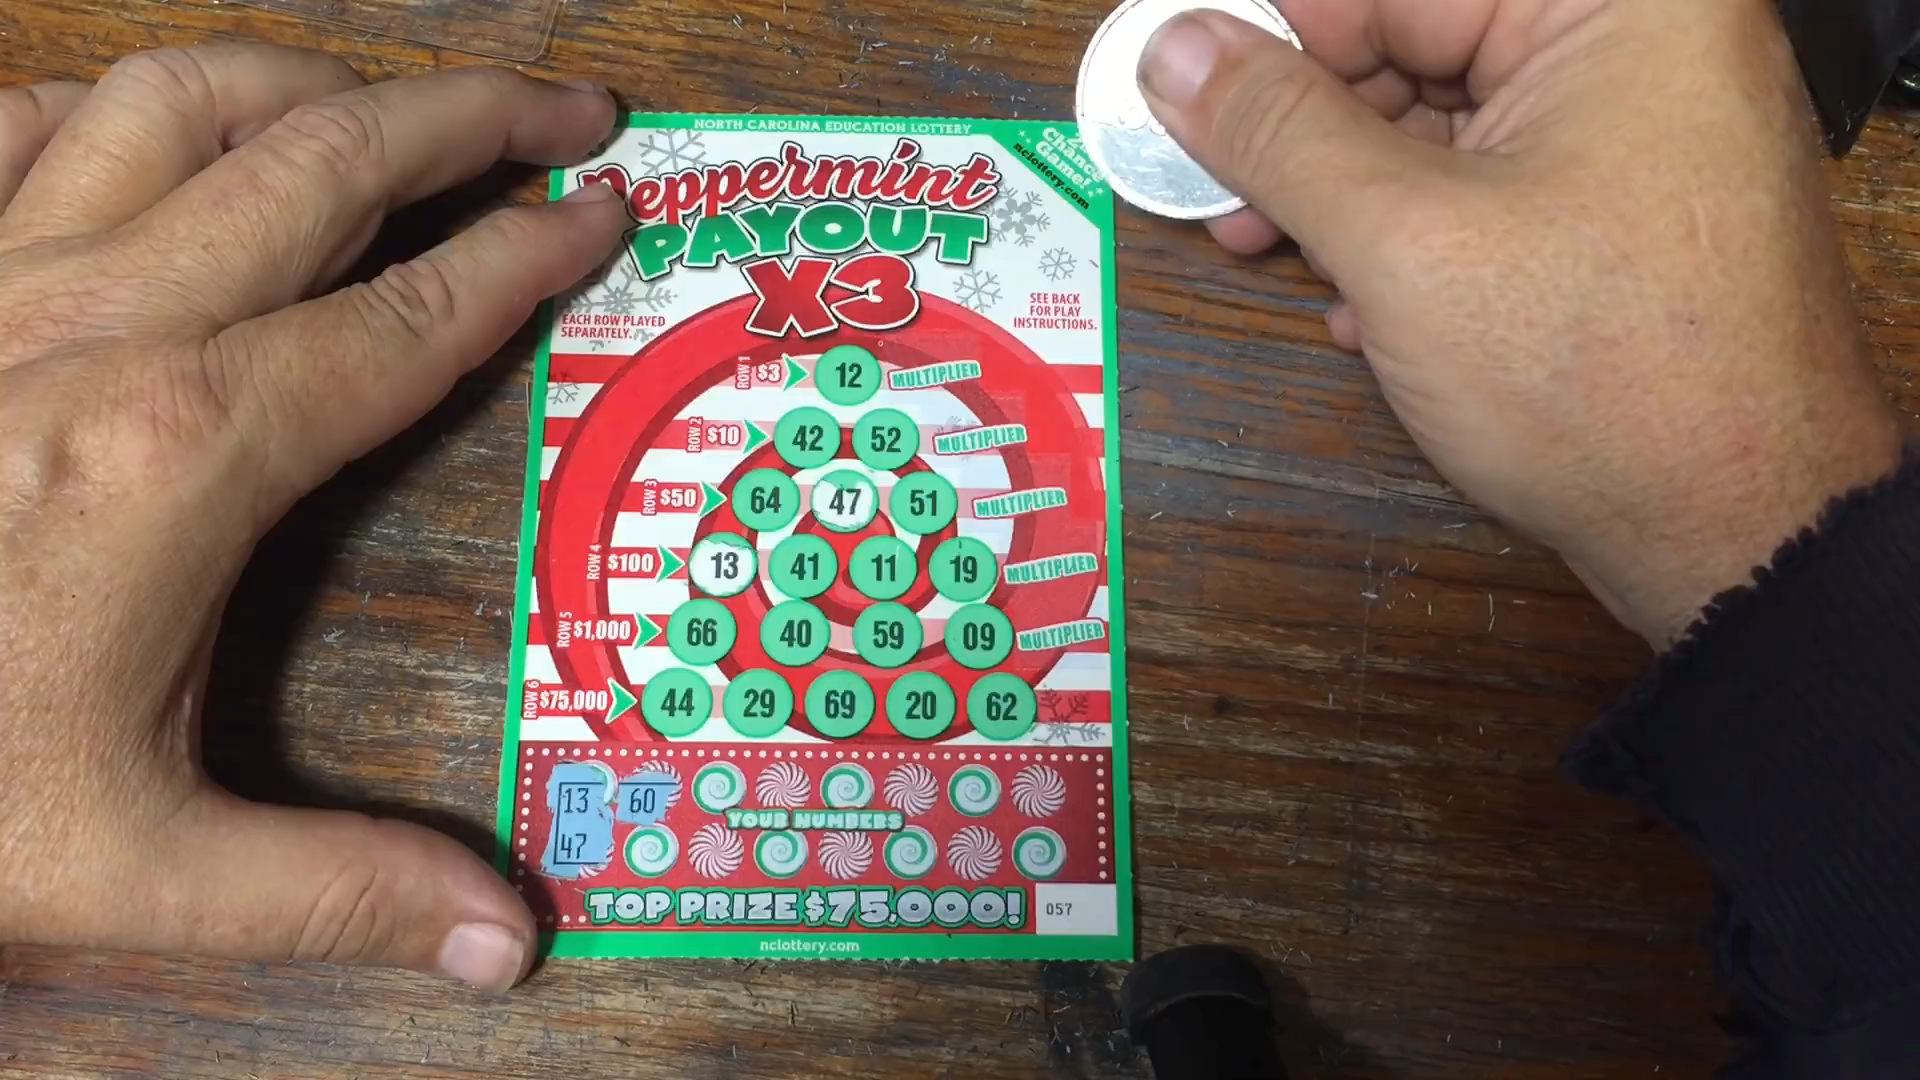 NORTH CAROLINA EDUCATION LOTTERY
Chance
Game!
nclottery.com
Peppermint
PAYOUT
X3
EACH ROW PLAYED
SEPARATELY.
SEE BACK
FOR PLAY
INSTRUCTIONS.
ROW 1 $3 12 MULTIPLIER
ROW 2 $10 42 52 MULTIPLIER
ROW 3 $50 64 47 51 MULTIPLIER
ROW 4 $100 13 41 11 19 MULTIPLIER
ROW 5 $1,000 66 40 59 09 MULTIPLIER
ROW 6 $75,000 44 29 69 20 62
13 60
YOUR NUMBERS
47
TOP PRIZE $75,000!
057
nclottery.com